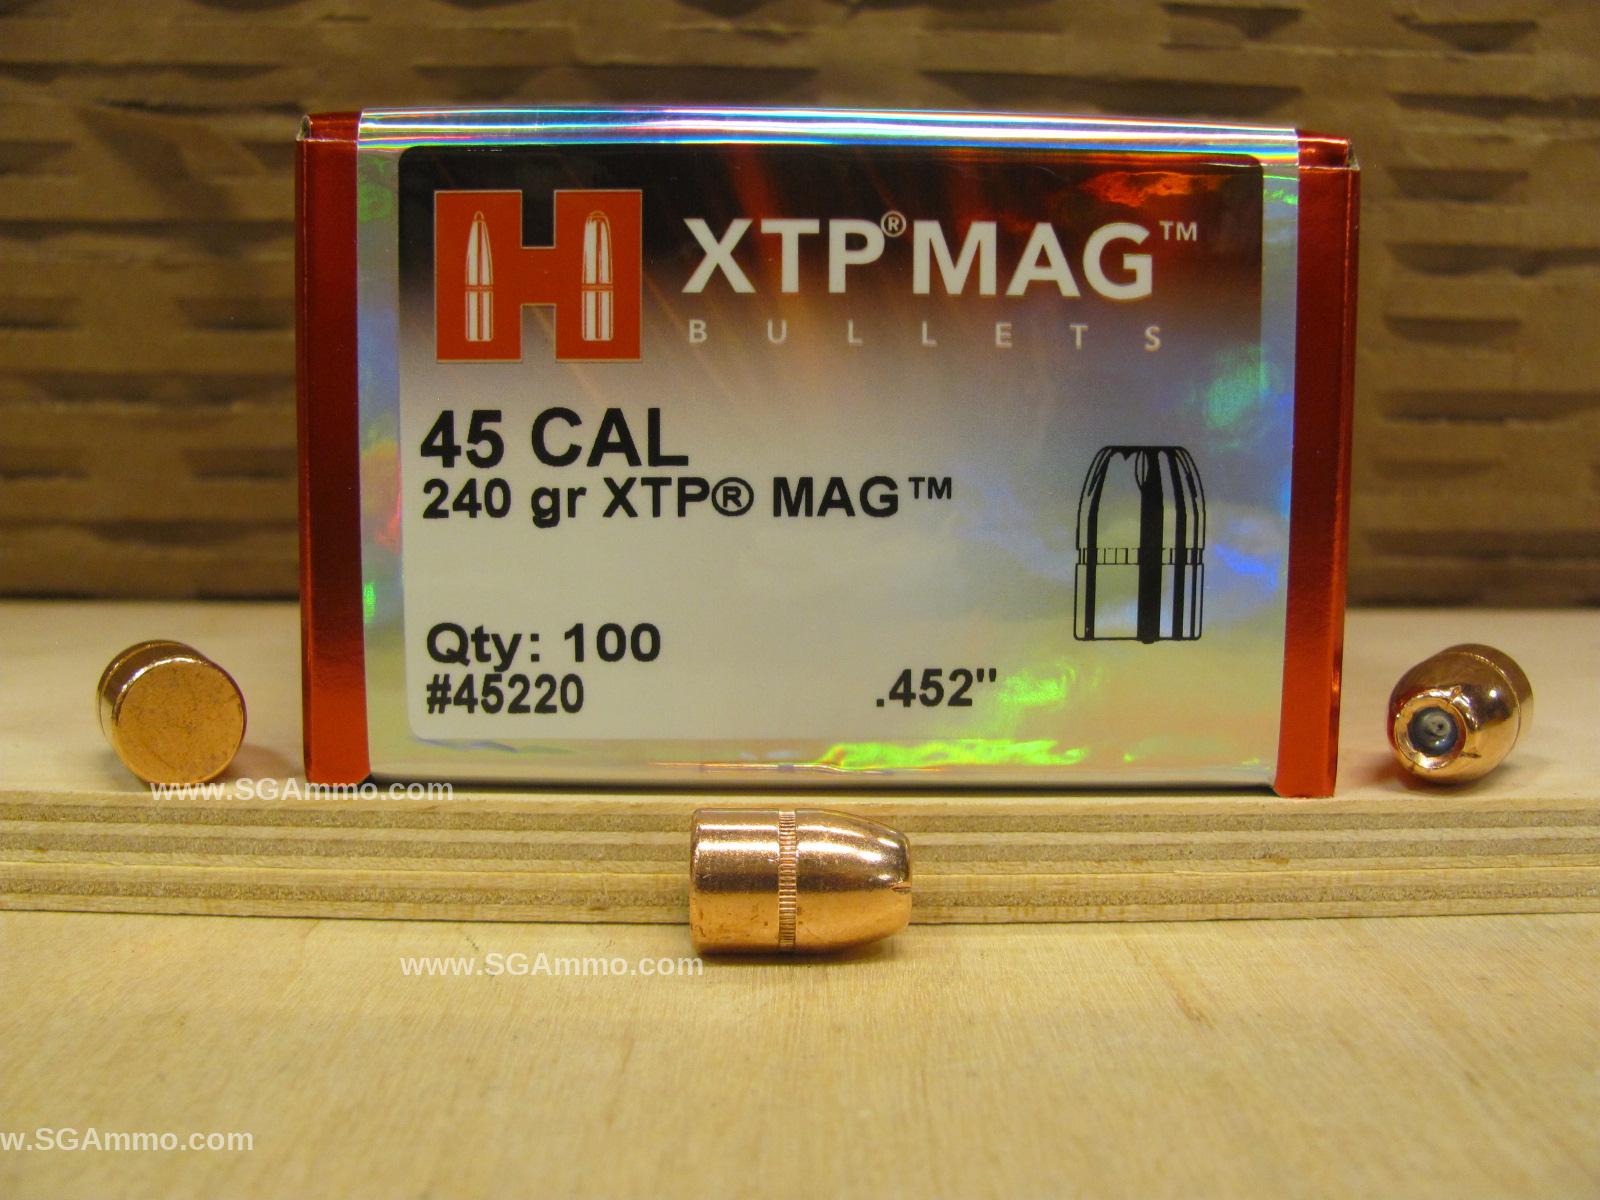 H
XTP® MAG™
BULLETS
45 CAL
240 gr XTP® MAG™
Qty: 100
#45220
.452"
www.SGAmmo.com
www.SGAmmo.com
w.SGAmmo.com